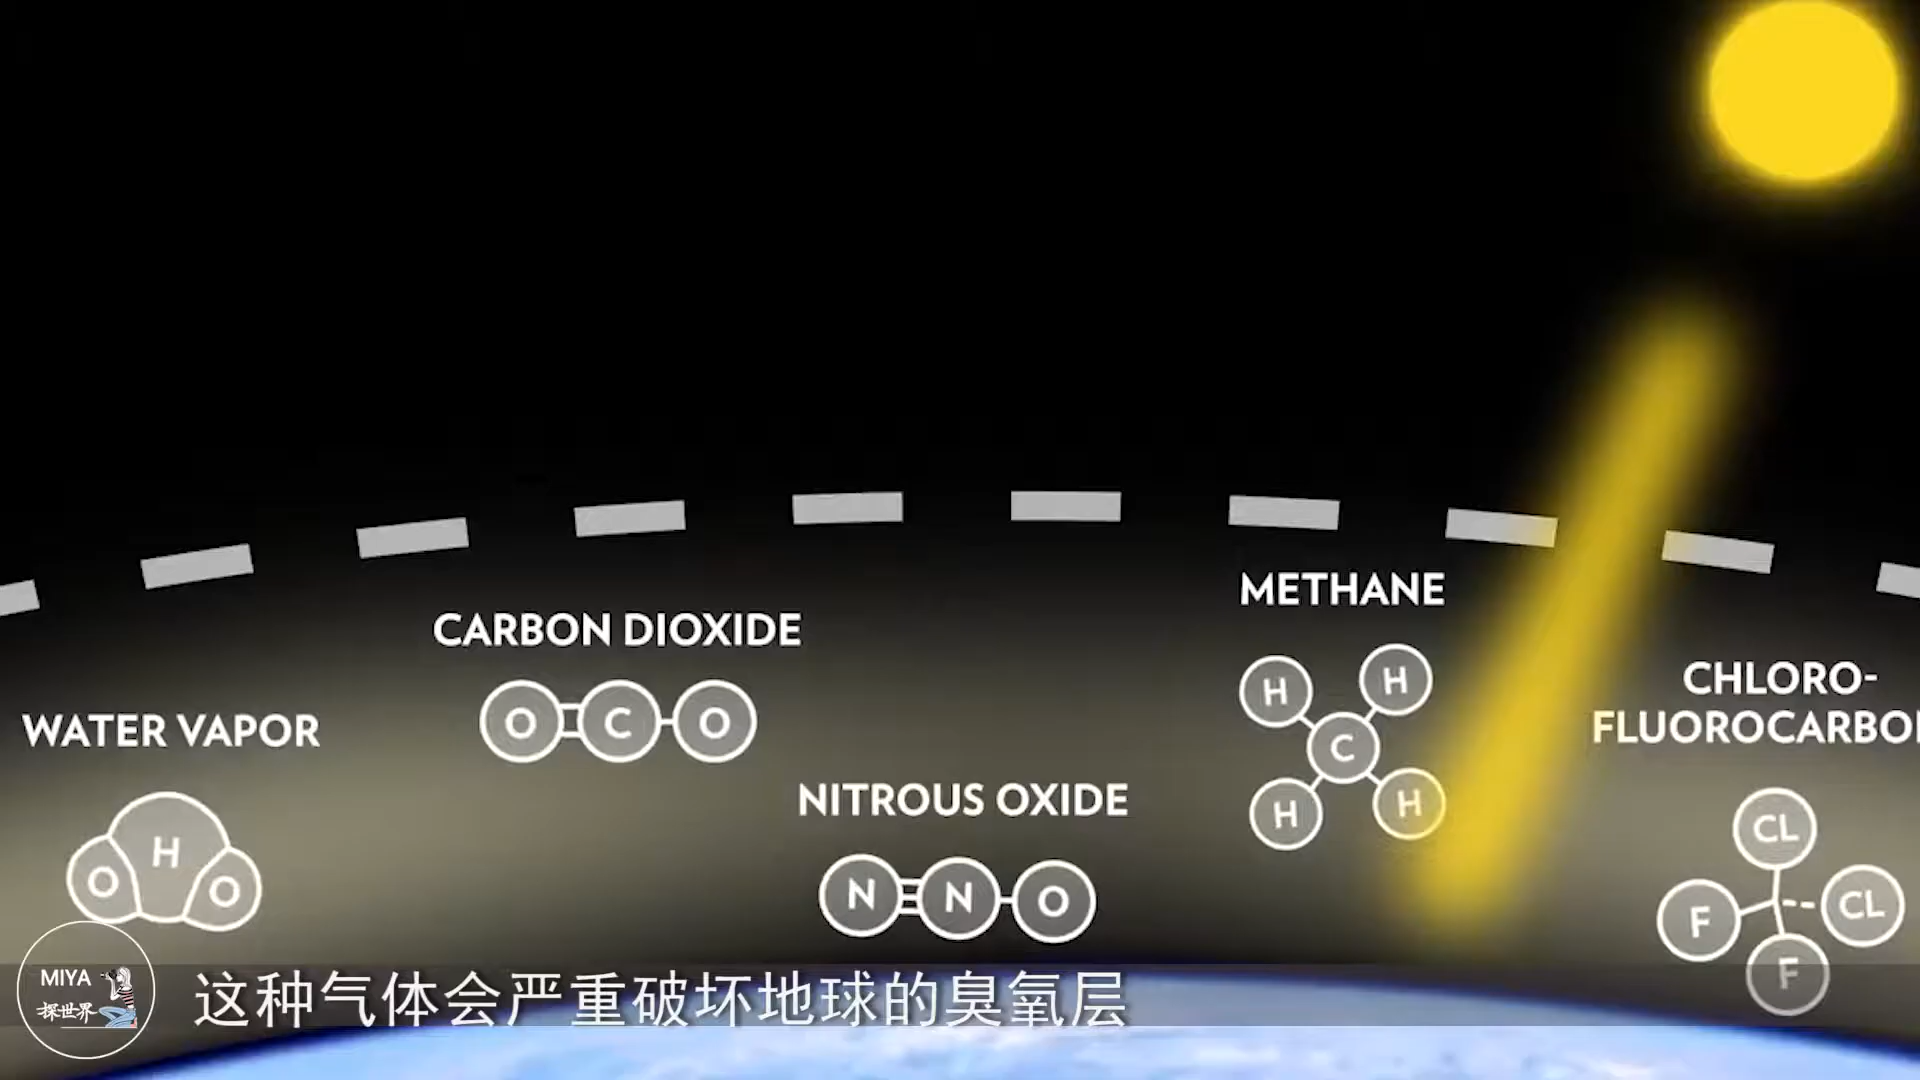 METHANE
CARBON DIOXIDE
CHLORO-
FLUOROCARBON
WATER VAPOR
NITROUS OXIDE
H
H
C
H
H
O
C
O
N
N
O
H
O
O
CL
CL
F
F
MIYA
探世界
这种气体会严重破坏地球的臭氧层